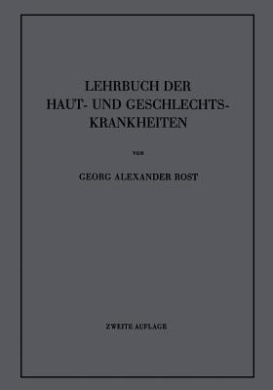 LEHRBUCH DER
HAUT- UND GESCHLECHTS-
KRANKHEITEN
VON
GEORG ALEXANDER ROST
ZWEITE AUFLAGE